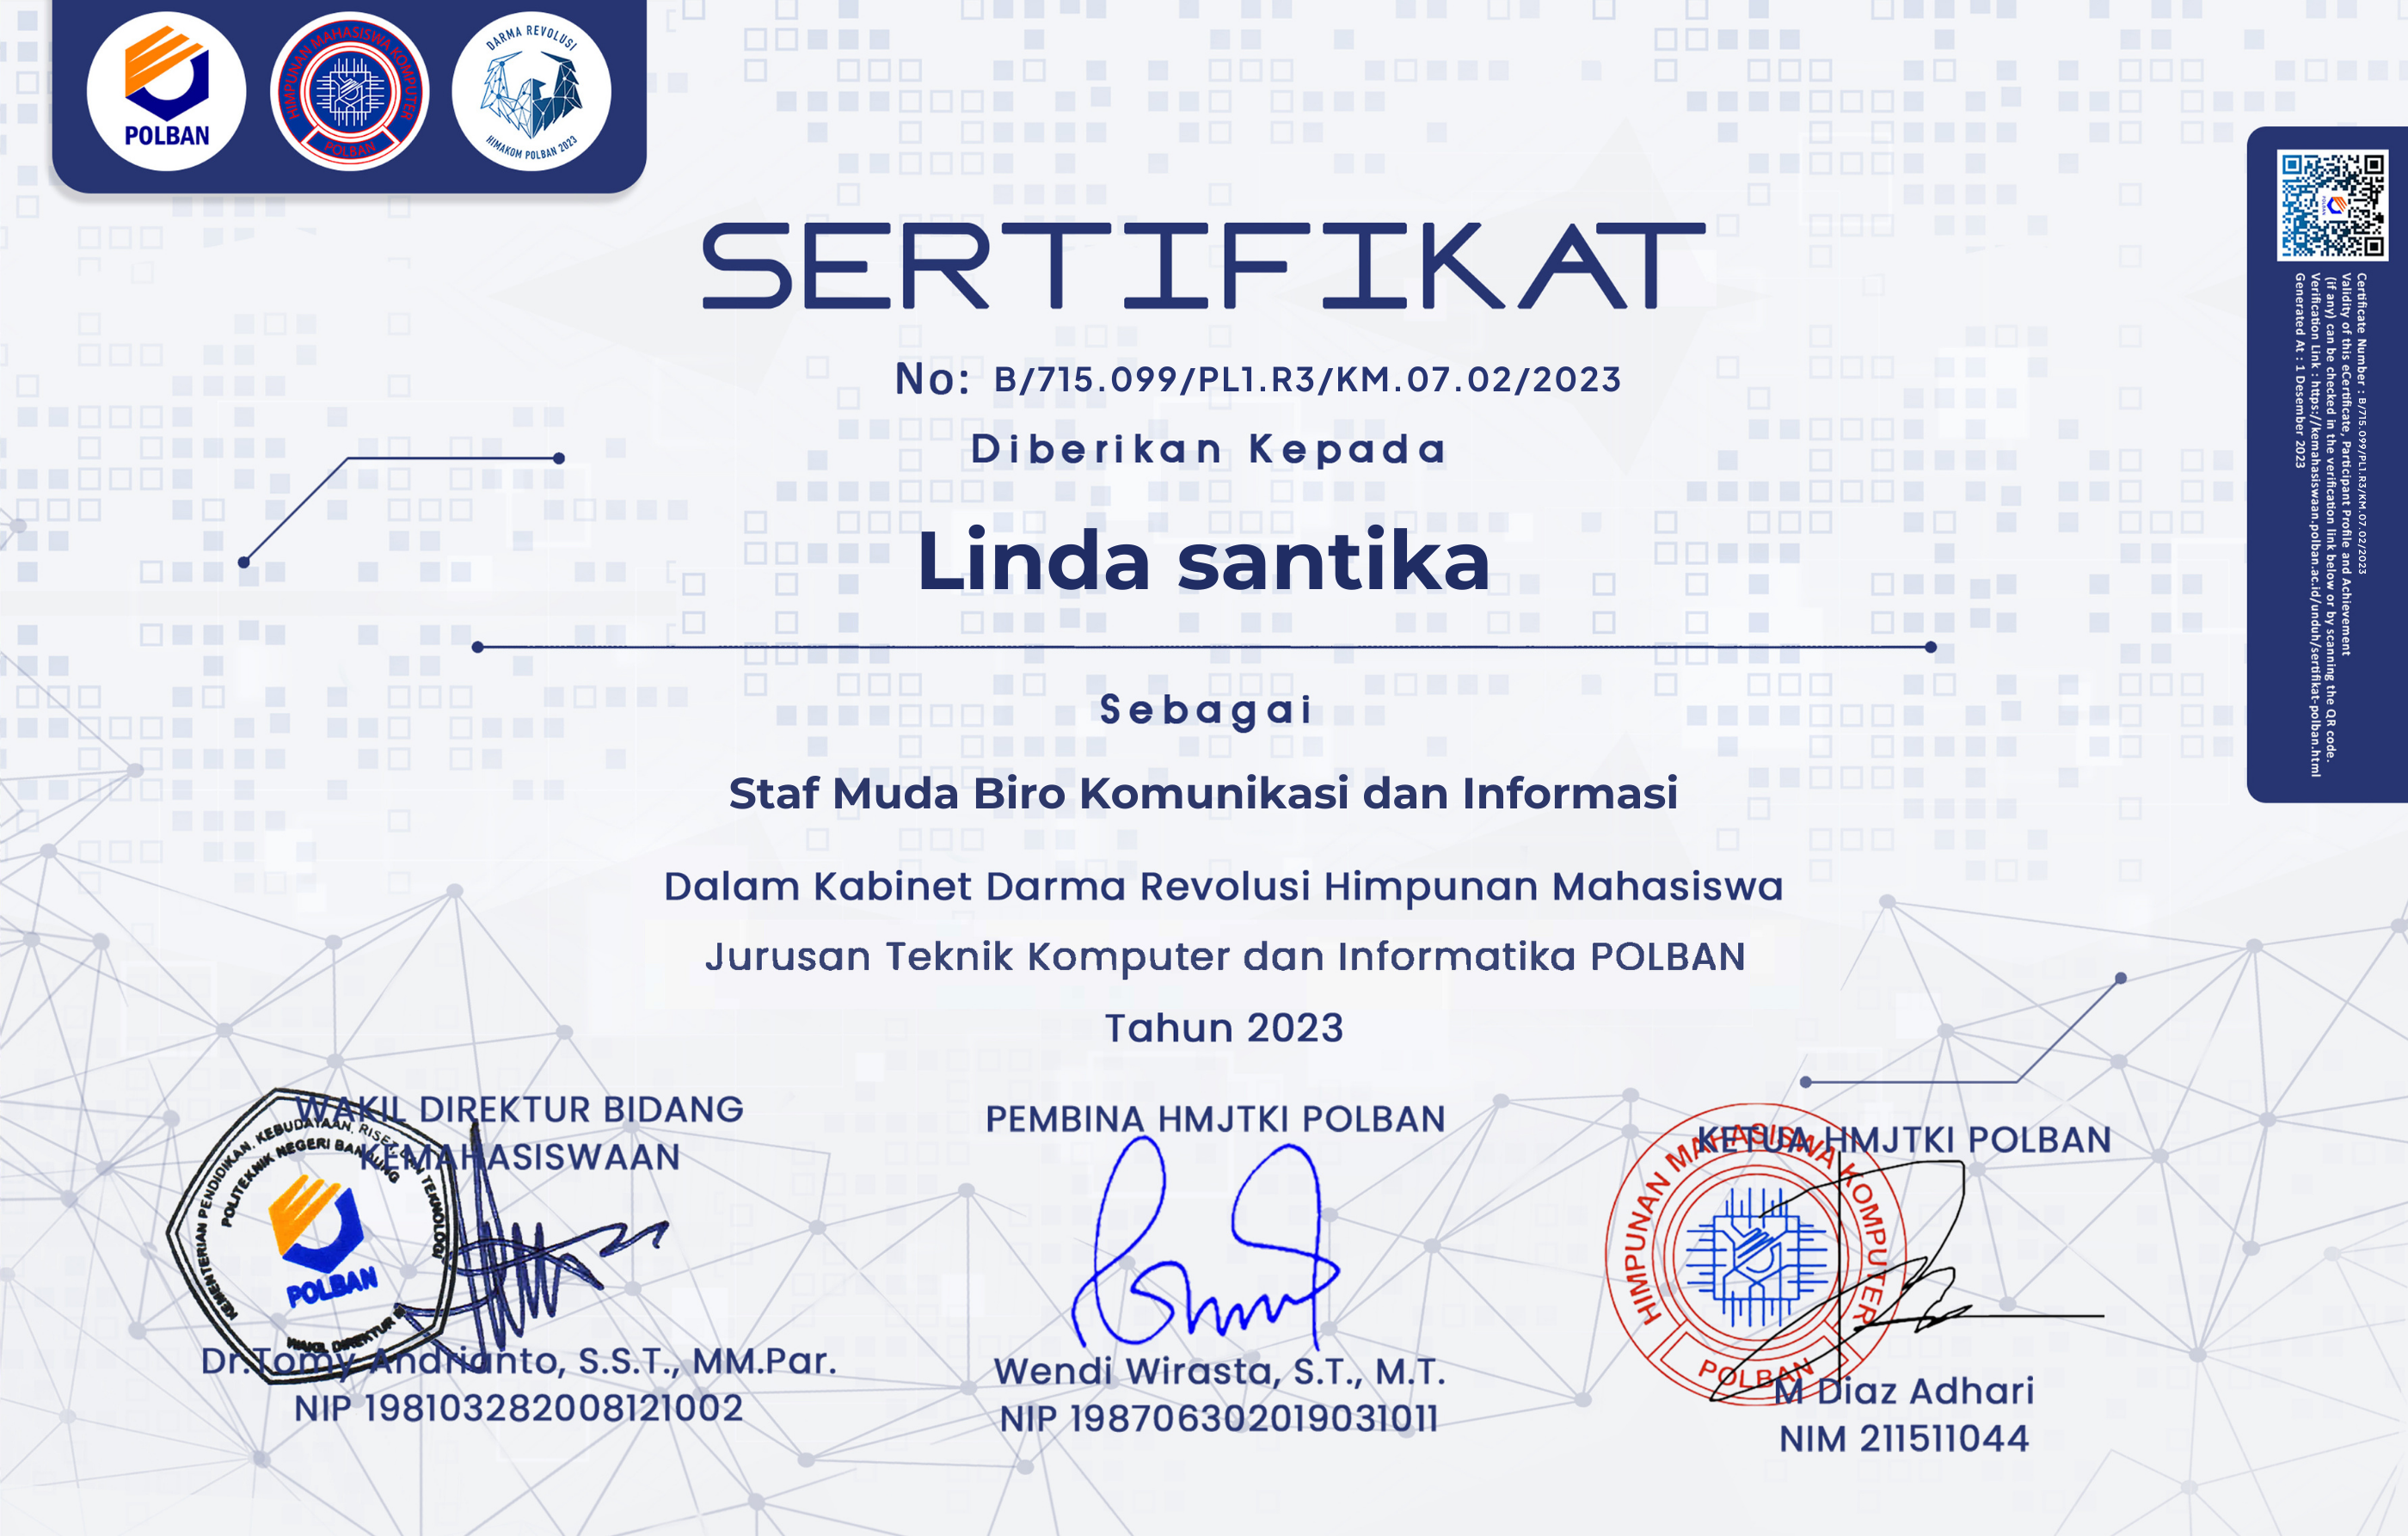 POLBAN
HIMPUNAN MAHASISWA KOMPUTER
POLBAN
DARMA REVOLUSI
HIMAKOM POLBAN 2023
SERTIFIKAT
No: B/715.099/PL1.R3/KM.07.02/2023
Diberikan Kepada
Linda santika
Sebagai
Staf Muda Biro Komunikasi dan Informasi
Dalam Kabinet Darma Revolusi Himpunan Mahasiswa
Jurusan Teknik Komputer dan Informatika POLBAN
Tahun 2023
Certificate Number : B/715.099/PL1.R3/KM.07.02/2023
Validity of this eCertificate, Participant Profile and Achievement
(if any) can be checked in the verification link below or by scanning the QR code.
Verification Link : https://kemahasiswaan.polban.ac.id/unduh/sertifikat-polban.html
Generated At : 1 Desember 2023
WAKIL DIREKTUR BIDANG
KEMAHASISWAAN
KEMENTERIAN PENDIDIKAN, KEBUDAYAAN, RISET, DAN TEKNOLOGI
POLITEKNIK NEGERI BANDUNG
POLBAN
WAKIL DIREKTUR
Dr.Tomy Andrianto, S.S.T., MM.Par.
NIP 198103282008121002
PEMBINA HMJTKI POLBAN
Wendi Wirasta, S.T., M.T.
NIP 198706302019031011
KETUA HMJTKI POLBAN
HIMPUNAN MAHASISWA KOMPUTER
POLBAN
M Diaz Adhari
NIM 211511044